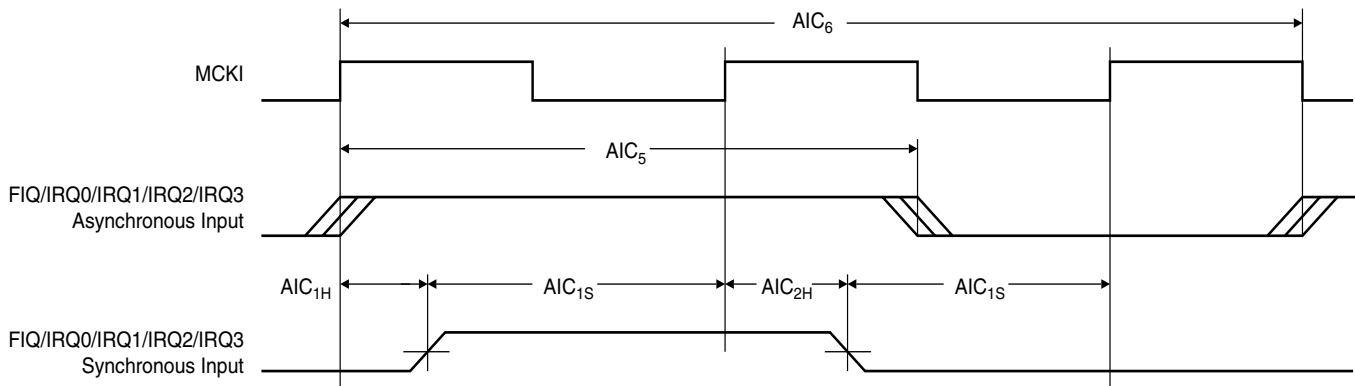 AIC6
MCKI
AIC5
FIQ/IRQ0/IRQ1/IRQ2/IRQ3
Asynchronous Input
AIC1H
AIC1S
AIC2H
AIC1S
FIQ/IRQ0/IRQ1/IRQ2/IRQ3
Synchronous Input